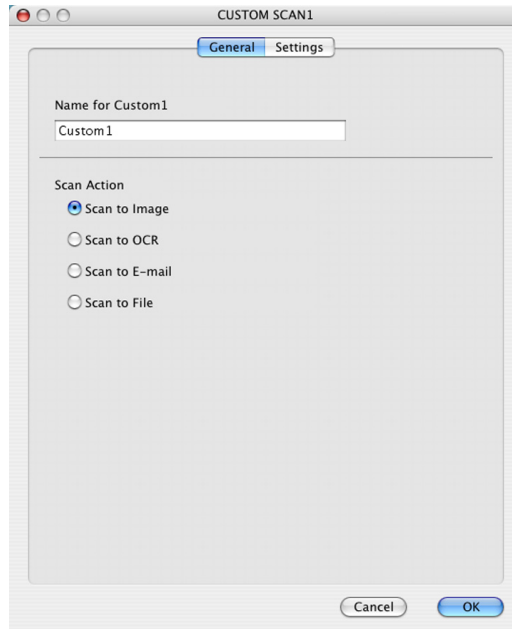 CUSTOM SCAN1
General Settings
Name for Custom1
Custom1
Scan Action
Scan to Image
Scan to OCR
Scan to E-mail
Scan to File
Cancel OK